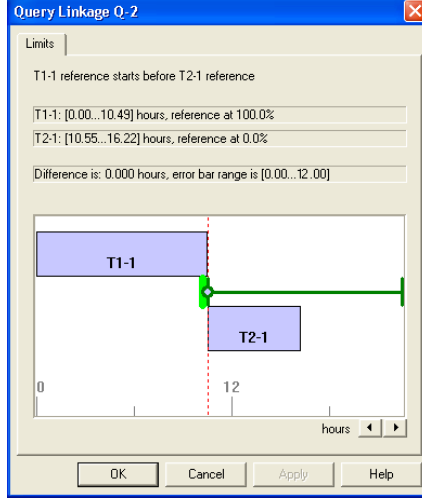 Query Linkage Q-2
Limits
T1-1 reference starts before T2-1 reference
T1-1: [0.00...10.49] hours, reference at 100.0%
T2-1: [10.55...16.22] hours, reference at 0.0%
Difference is: 0.000 hours, error bar range is [0.00...12.00]
T1-1
T2-1
0 12
hours
OK Cancel Apply Help